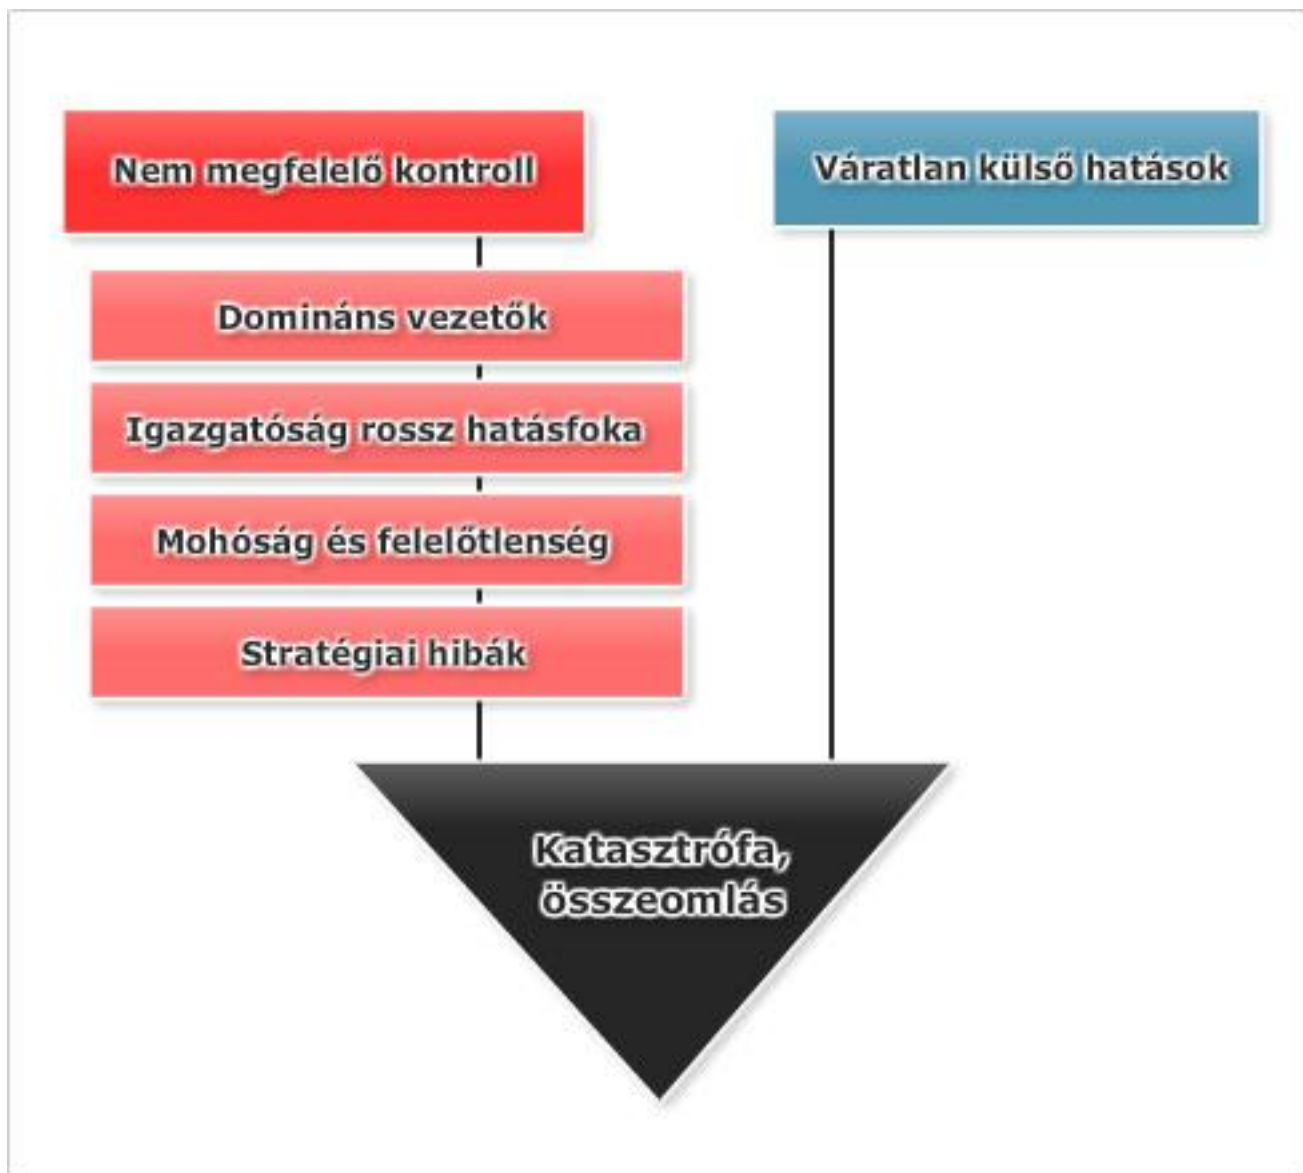 Nem megfelelő kontroll
Váratlan külső hatások
Domináns vezetők
Igazgatóság rossz hatásfoka
Mohóság és felelőtlenség
Stratégiai hibák
Katasztrófa,
összeomlás